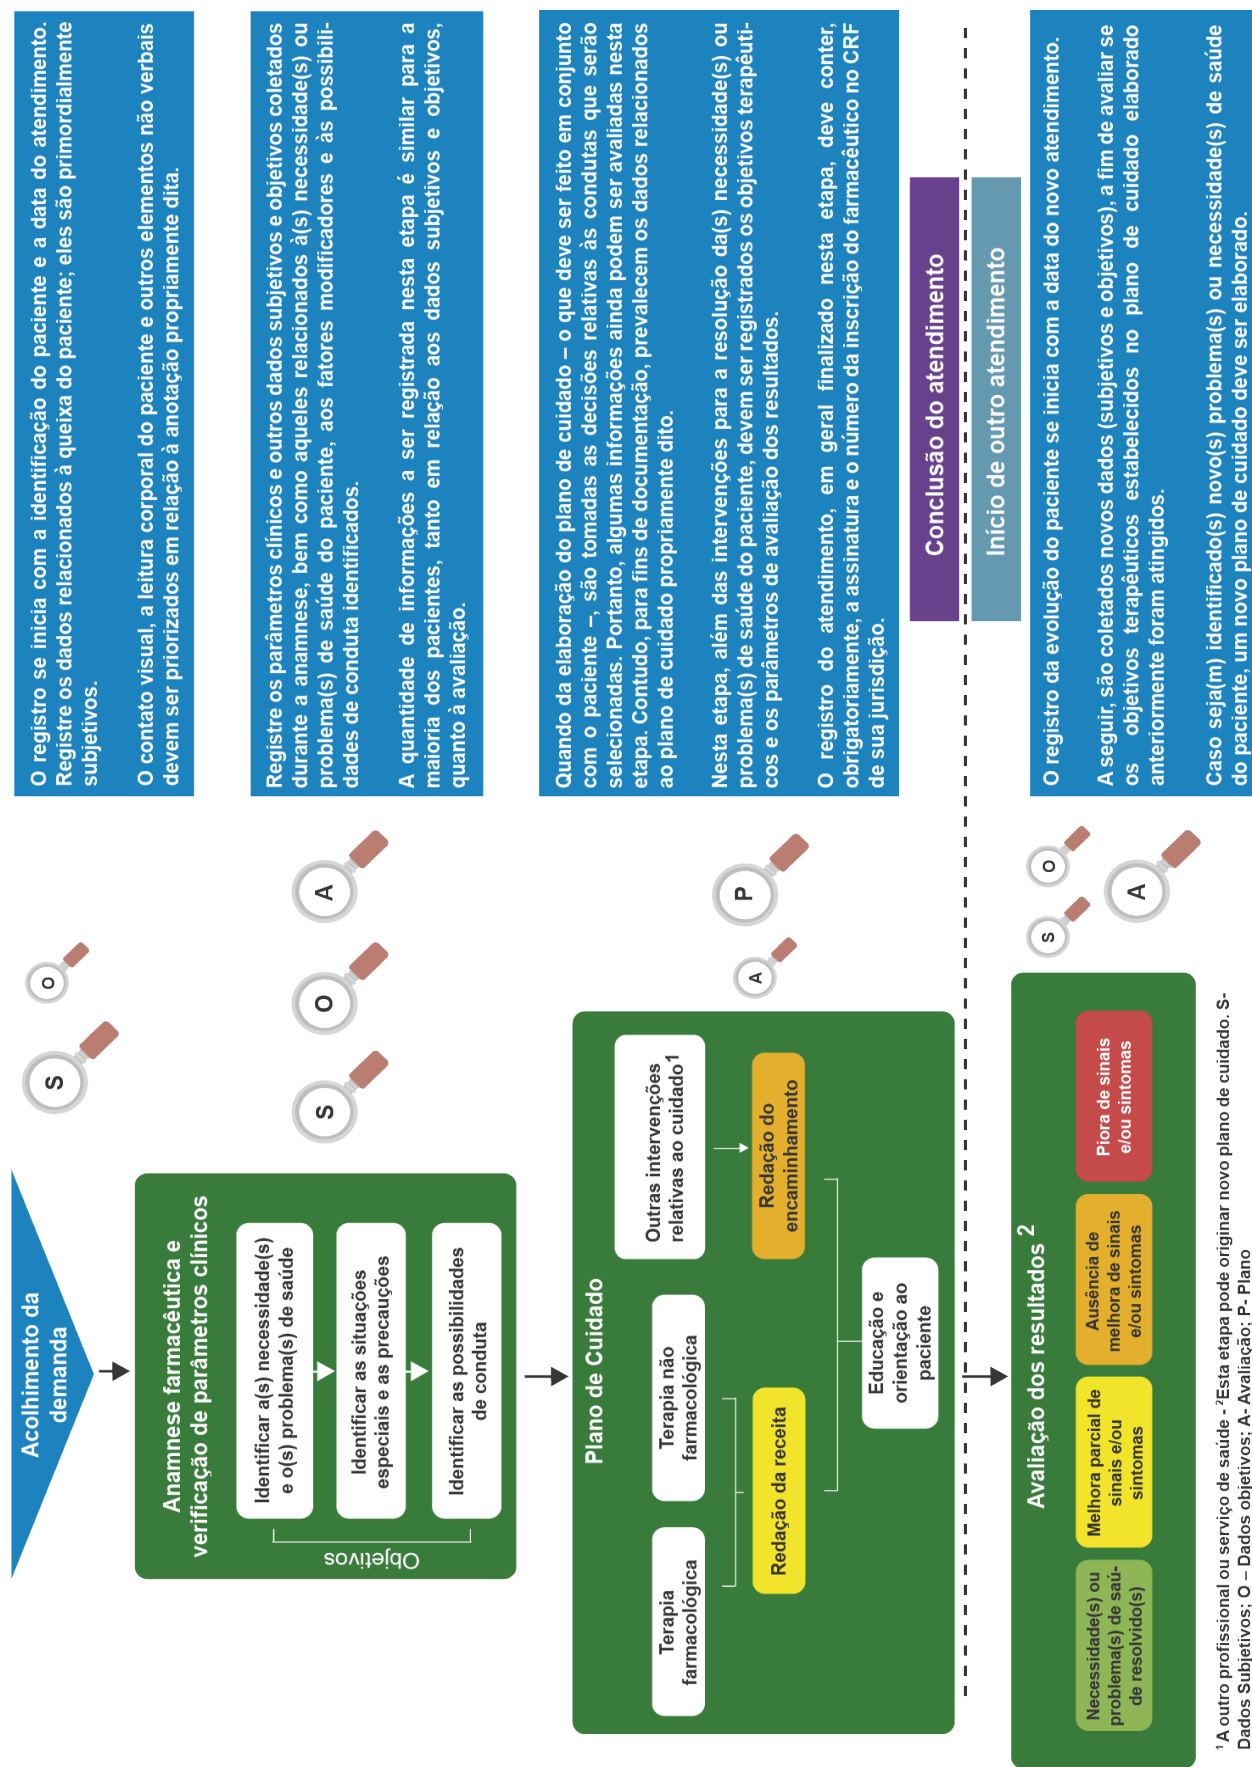 Acolhimento da
demanda
S
O
O registro se inicia com a identificação do paciente e a data do atendimento.
Registre os dados relacionados à queixa do paciente; eles são primordialmente
subjetivos.
O contato visual, a leitura corporal do paciente e outros elementos não verbais
devem ser priorizados em relação à anotação propriamente dita.
Anamnese farmacêutica e
verificação de parâmetros clínicos
Objetivos
Identificar a(s) necessidade(s)
e o(s) problema(s) de saúde
Identificar as situações
especiais e as precauções
Identificar as possibilidades
de conduta
S
O
A
Registre os parâmetros clínicos e outros dados subjetivos e objetivos coletados
durante a anamnese, bem como aqueles relacionados à(s) necessidade(s) ou
problema(s) de saúde do paciente, aos fatores modificadores e às possibili-
dades de conduta identificados.
A quantidade de informações a ser registrada nesta etapa é similar para a
maioria dos pacientes, tanto em relação aos dados subjetivos e objetivos,
quanto à avaliação.
Plano de Cuidado
Terapia
farmacológica
Terapia não
farmacológica
Outras intervenções
relativas ao cuidado1
Redação da receita
Redação do
encaminhamento
Educação e
orientação ao
paciente
A
P
Quando da elaboração do plano de cuidado – o que deve ser feito em conjunto
com o paciente –, são tomadas as decisões relativas às condutas que serão
selecionadas. Portanto, algumas informações ainda podem ser avaliadas nesta
etapa. Contudo, para fins de documentação, prevalecem os dados relacionados
ao plano de cuidado propriamente dito.
Nesta etapa, além das intervenções para a resolução da(s) necessidade(s) ou
problema(s) de saúde do paciente, devem ser registrados os objetivos terapêuti-
cos e os parâmetros de avaliação dos resultados.
O registro do atendimento, em geral finalizado nesta etapa, deve conter,
obrigatoriamente, a assinatura e o número da inscrição do farmacêutico no CRF
de sua jurisdição.
Conclusão do atendimento
Início de outro atendimento
Avaliação dos resultados 2
Necessidade(s) ou
problema(s) de saú-
de resolvido(s)
Melhora parcial de
sinais e/ou
sintomas
Ausência de
melhora de sinais
e/ou sintomas
Piora de sinais
e/ou sintomas
S
O
A
O registro da evolução do paciente se inicia com a data do novo atendimento.
A seguir, são coletados novos dados (subjetivos e objetivos), a fim de avaliar se
os objetivos terapêuticos estabelecidos no plano de cuidado elaborado
anteriormente foram atingidos.
Caso seja(m) identificado(s) novo(s) problema(s) ou necessidade(s) de saúde
do paciente, um novo plano de cuidado deve ser elaborado.
¹ A outro profissional ou serviço de saúde - ²Esta etapa pode originar novo plano de cuidado. S-
Dados Subjetivos; O – Dados objetivos; A- Avaliação; P- Plano